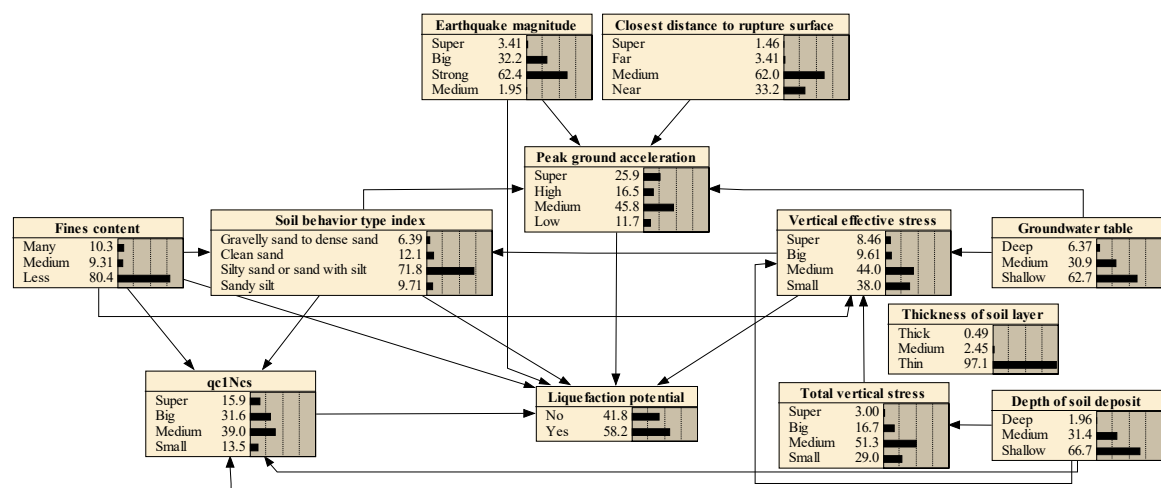 Earthquake magnitude
Super 3.41
Big 32.2
Strong 62.4
Medium 1.95
Closest distance to rupture surface
Super 1.46
Far 3.41
Medium 62.0
Near 33.2
Peak ground acceleration
Super 25.9
High 16.5
Medium 45.8
Low 11.7
Fines content
Many 10.3
Medium 9.31
Less 80.4
Soil behavior type index
Gravelly sand to dense sand 6.39
Clean sand 12.1
Silty sand or sand with silt 71.8
Sandy silt 9.71
Vertical effective stress
Super 8.46
Big 9.61
Medium 44.0
Small 38.0
Groundwater table
Deep 6.37
Medium 30.9
Shallow 62.7
Thickness of soil layer
Thick 0.49
Medium 2.45
Thin 97.1
qc1Ncs
Super 15.9
Big 31.6
Medium 39.0
Small 13.5
Liquefaction potential
No 41.8
Yes 58.2
Total vertical stress
Super 3.00
Big 16.7
Medium 51.3
Small 29.0
Depth of soil deposit
Deep 1.96
Medium 31.4
Shallow 66.7